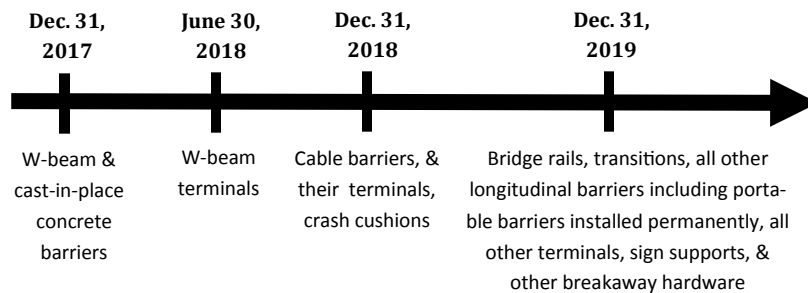 Dec. 31,
2017
June 30,
2018
Dec. 31,
2018
Dec. 31,
2019
W-beam &
cast-in-place
concrete
barriers
W-beam
terminals
Cable barriers, &
their terminals,
crash cushions
Bridge rails, transitions, all other
longitudinal barriers including porta-
ble barriers installed permanently, all
other terminals, sign supports, &
other breakaway hardware